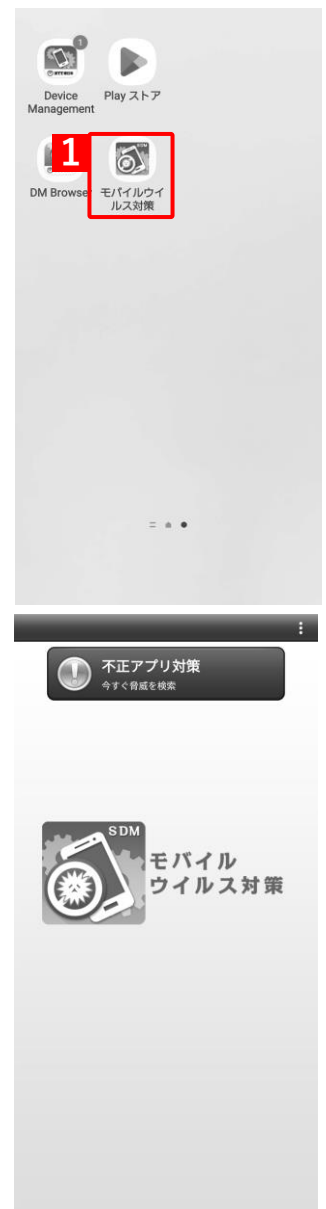 1
Device
Management
Play ストア
1
DM Browser
モバイルウイ
ルス対策
不正アプリ対策
今すぐ脅威を検索
SDM
モバイル
ウイルス対策